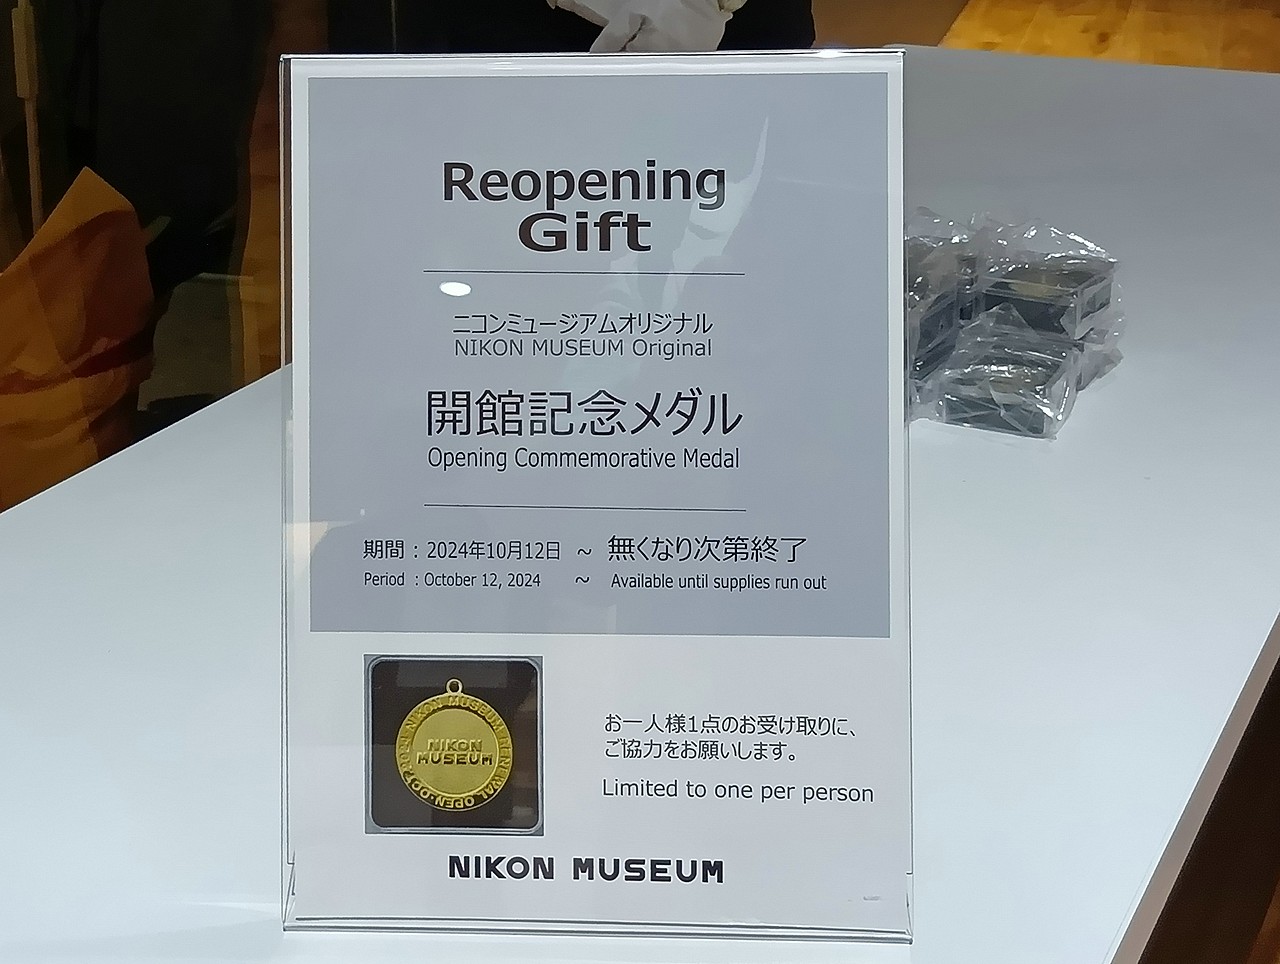 Reopening
Gift
ニコンミュージアムオリジナル
NIKON MUSEUM Original
開館記念メダル
Opening Commemorative Medal
期間：2024年10月12日 ~ 無くなり次第終了
Period : October 12, 2024 ~ Available until supplies run out
NIKON MUSEUM RENEWAL OPEN
NIKON
MUSEUM
お一人様1点のお受け取りに、
ご協力をお願いします。
Limited to one per person
NIKON MUSEUM